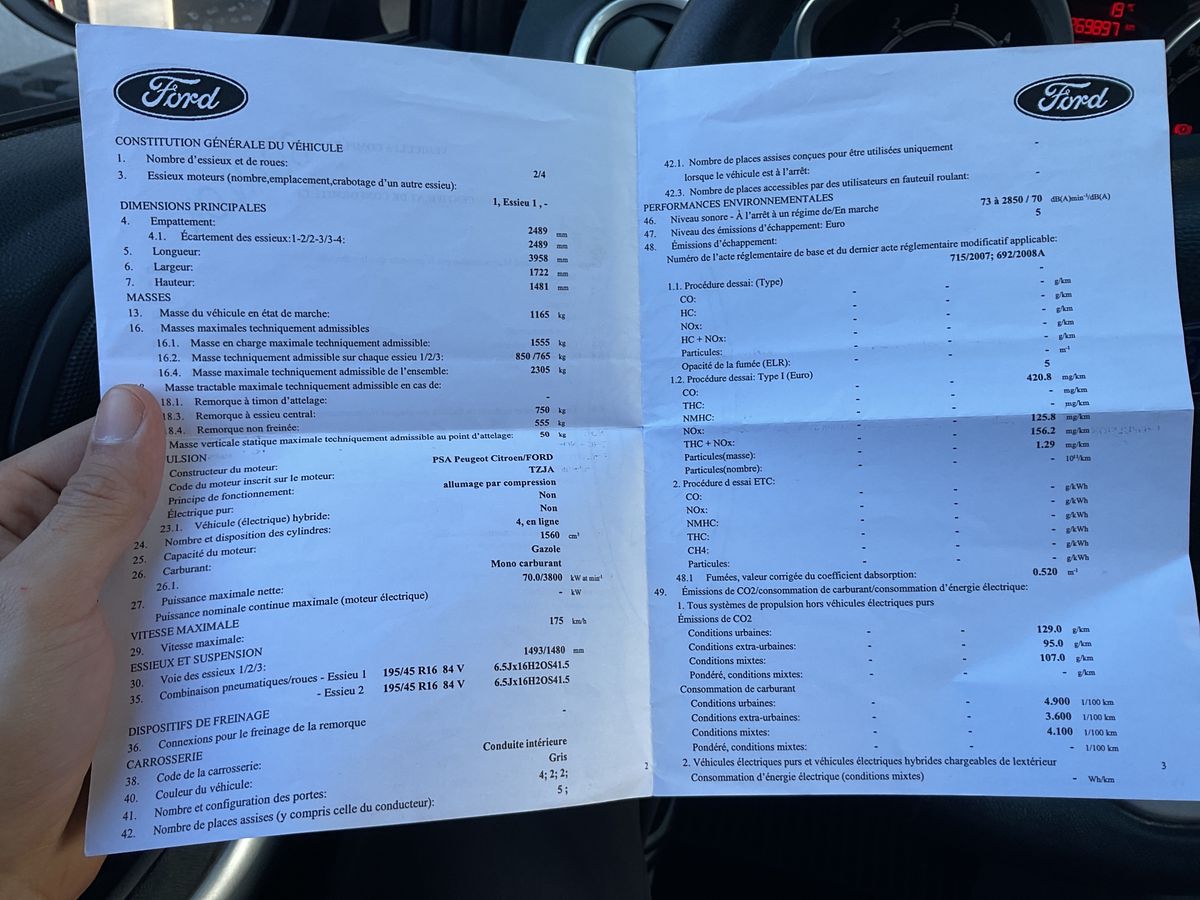 19 °C
Ford
CONSTITUTION GÉNÉRALE DU VÉHICULE
1. Nombre d'essieux et de roues: 2/4
3. Essieux moteurs (nombre,emplacement,crabotage d'un autre essieu): 1, Essieu 1 , -
DIMENSIONS PRINCIPALES
4. Empattement: 2489 mm
4.1. Écartement des essieux:1-2/2-3/3-4: 2489 mm
5. Longueur: 3958 mm
6. Largeur: 1722 mm
7. Hauteur: 1481 mm
MASSES
13. Masse du véhicule en état de marche: 1165 kg
16. Masses maximales techniquement admissibles
16.1. Masse en charge maximale techniquement admissible: 1555 kg
16.2. Masse techniquement admissible sur chaque essieu 1/2/3: 850 /765 kg
16.4. Masse maximale techniquement admissible de l'ensemble: 2305 kg
Masse tractable maximale techniquement admissible en cas de:
18.1. Remorque à timon d'attelage: -
18.3. Remorque à essieu central: 750 kg
18.4. Remorque non freinée: 555 kg
Masse verticale statique maximale techniquement admissible au point d'attelage: 50 kg
ULSION
Constructeur du moteur: PSA Peugeot Citroen/FORD
Code du moteur inscrit sur le moteur: TZJA
Principe de fonctionnement: allumage par compression
Électrique pur: Non
23.1. Véhicule (électrique) hybride: Non
24. Nombre et disposition des cylindres: 4, en ligne
25. Capacité du moteur: 1560 cm³
26. Carburant: Gazole
26.1. Mono carburant
27. Puissance maximale nette: 70.0/3800 kW at min⁻¹
Puissance nominale continue maximale (moteur électrique) - kW
VITESSE MAXIMALE
29. Vitesse maximale: 175 km/h
ESSIEUX ET SUSPENSION
30. Voie des essieux 1/2/3: 1493/1480 mm
35. Combinaison pneumatiques/roues - Essieu 1 195/45 R16 84 V 6.5Jx16H2OS41.5
- Essieu 2 195/45 R16 84 V 6.5Jx16H2OS41.5
DISPOSITIFS DE FREINAGE
36. Connexions pour le freinage de la remorque -
CARROSSERIE
38. Code de la carrosserie: Conduite intérieure
40. Couleur du véhicule: Gris
41. Nombre et configuration des portes: 4; 2; 2;
42. Nombre de places assises (y compris celle du conducteur): 5 ;
2
Ford
42.1. Nombre de places assises conçues pour être utilisées uniquement -
lorsque le véhicule est à l'arrêt:
42.3. Nombre de places accessibles par des utilisateurs en fauteuil roulant: -
PERFORMANCES ENVIRONNEMENTALES
46. Niveau sonore - À l'arrêt à un régime de/En marche 73 à 2850 / 70 dB(A)min⁻¹/dB(A)
47. Niveau des émissions d'échappement: Euro 5
48. Émissions d'échappement:
Numéro de l'acte réglementaire de base et du dernier acte réglementaire modificatif applicable:
715/2007; 692/2008A
1.1. Procédure dessai: (Type) -
CO: - - - g/km
HC: - - - g/km
NOx: - - - g/km
HC + NOx: - - - g/km
Particules: - - - g/km
Opacité de la fumée (ELR): - m⁻¹
1.2. Procédure dessai: Type I (Euro) 5
CO: - - 420.8 mg/km
THC: - - - mg/km
NMHC: - - - mg/km
NOx: - - 125.8 mg/km
THC + NOx: - - 156.2 mg/km
Particules(masse): - - 1.29 mg/km
Particules(nombre): - - - 10¹¹/km
2. Procédure d essai ETC:
CO: - - - g/kWh
NOx: - - - g/kWh
NMHC: - - - g/kWh
THC: - - - g/kWh
CH4: - - - g/kWh
Particules: - - - g/kWh
48.1 Fumées, valeur corrigée du coefficient dabsorption: 0.520 m⁻¹
49. Émissions de CO2/consommation de carburant/consommation d'énergie électrique:
1. Tous systèmes de propulsion hors véhicules électriques purs
Émissions de CO2
Conditions urbaines: - - 129.0 g/km
Conditions extra-urbaines: - - 95.0 g/km
Conditions mixtes: - - 107.0 g/km
Pondéré, conditions mixtes: - - - g/km
Consommation de carburant
Conditions urbaines: - - 4.900 1/100 km
Conditions extra-urbaines: - - 3.600 1/100 km
Conditions mixtes: - - 4.100 1/100 km
Pondéré, conditions mixtes: - - - 1/100 km
2. Véhicules électriques purs et véhicules électriques hybrides chargeables de lextérieur
Consommation d'énergie électrique (conditions mixtes) - Wh/km
3